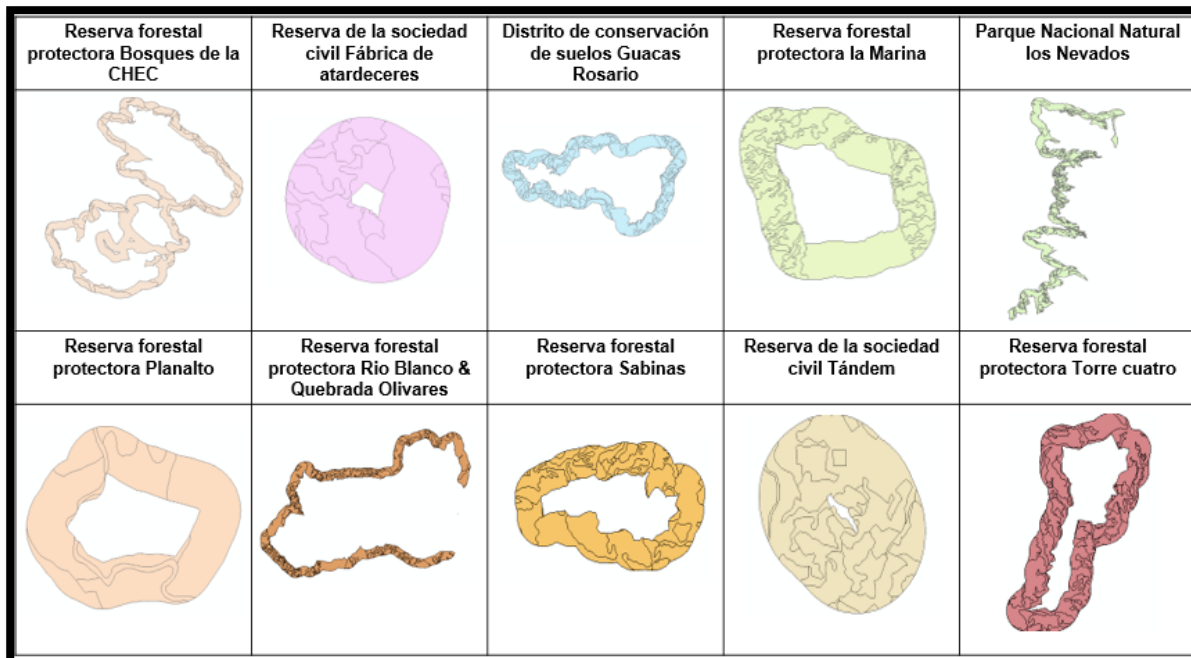 Reserva forestal
protectora Bosques de la
CHEC
Reserva de la sociedad
civil Fábrica de
atardeceres
Distrito de conservación
de suelos Guacas
Rosario
Reserva forestal
protectora la Marina
Parque Nacional Natural
los Nevados
Reserva forestal
protectora Planalto
Reserva forestal
protectora Rio Blanco &
Quebrada Olivares
Reserva forestal
protectora Sabinas
Reserva de la sociedad
civil Tándem
Reserva forestal
protectora Torre cuatro